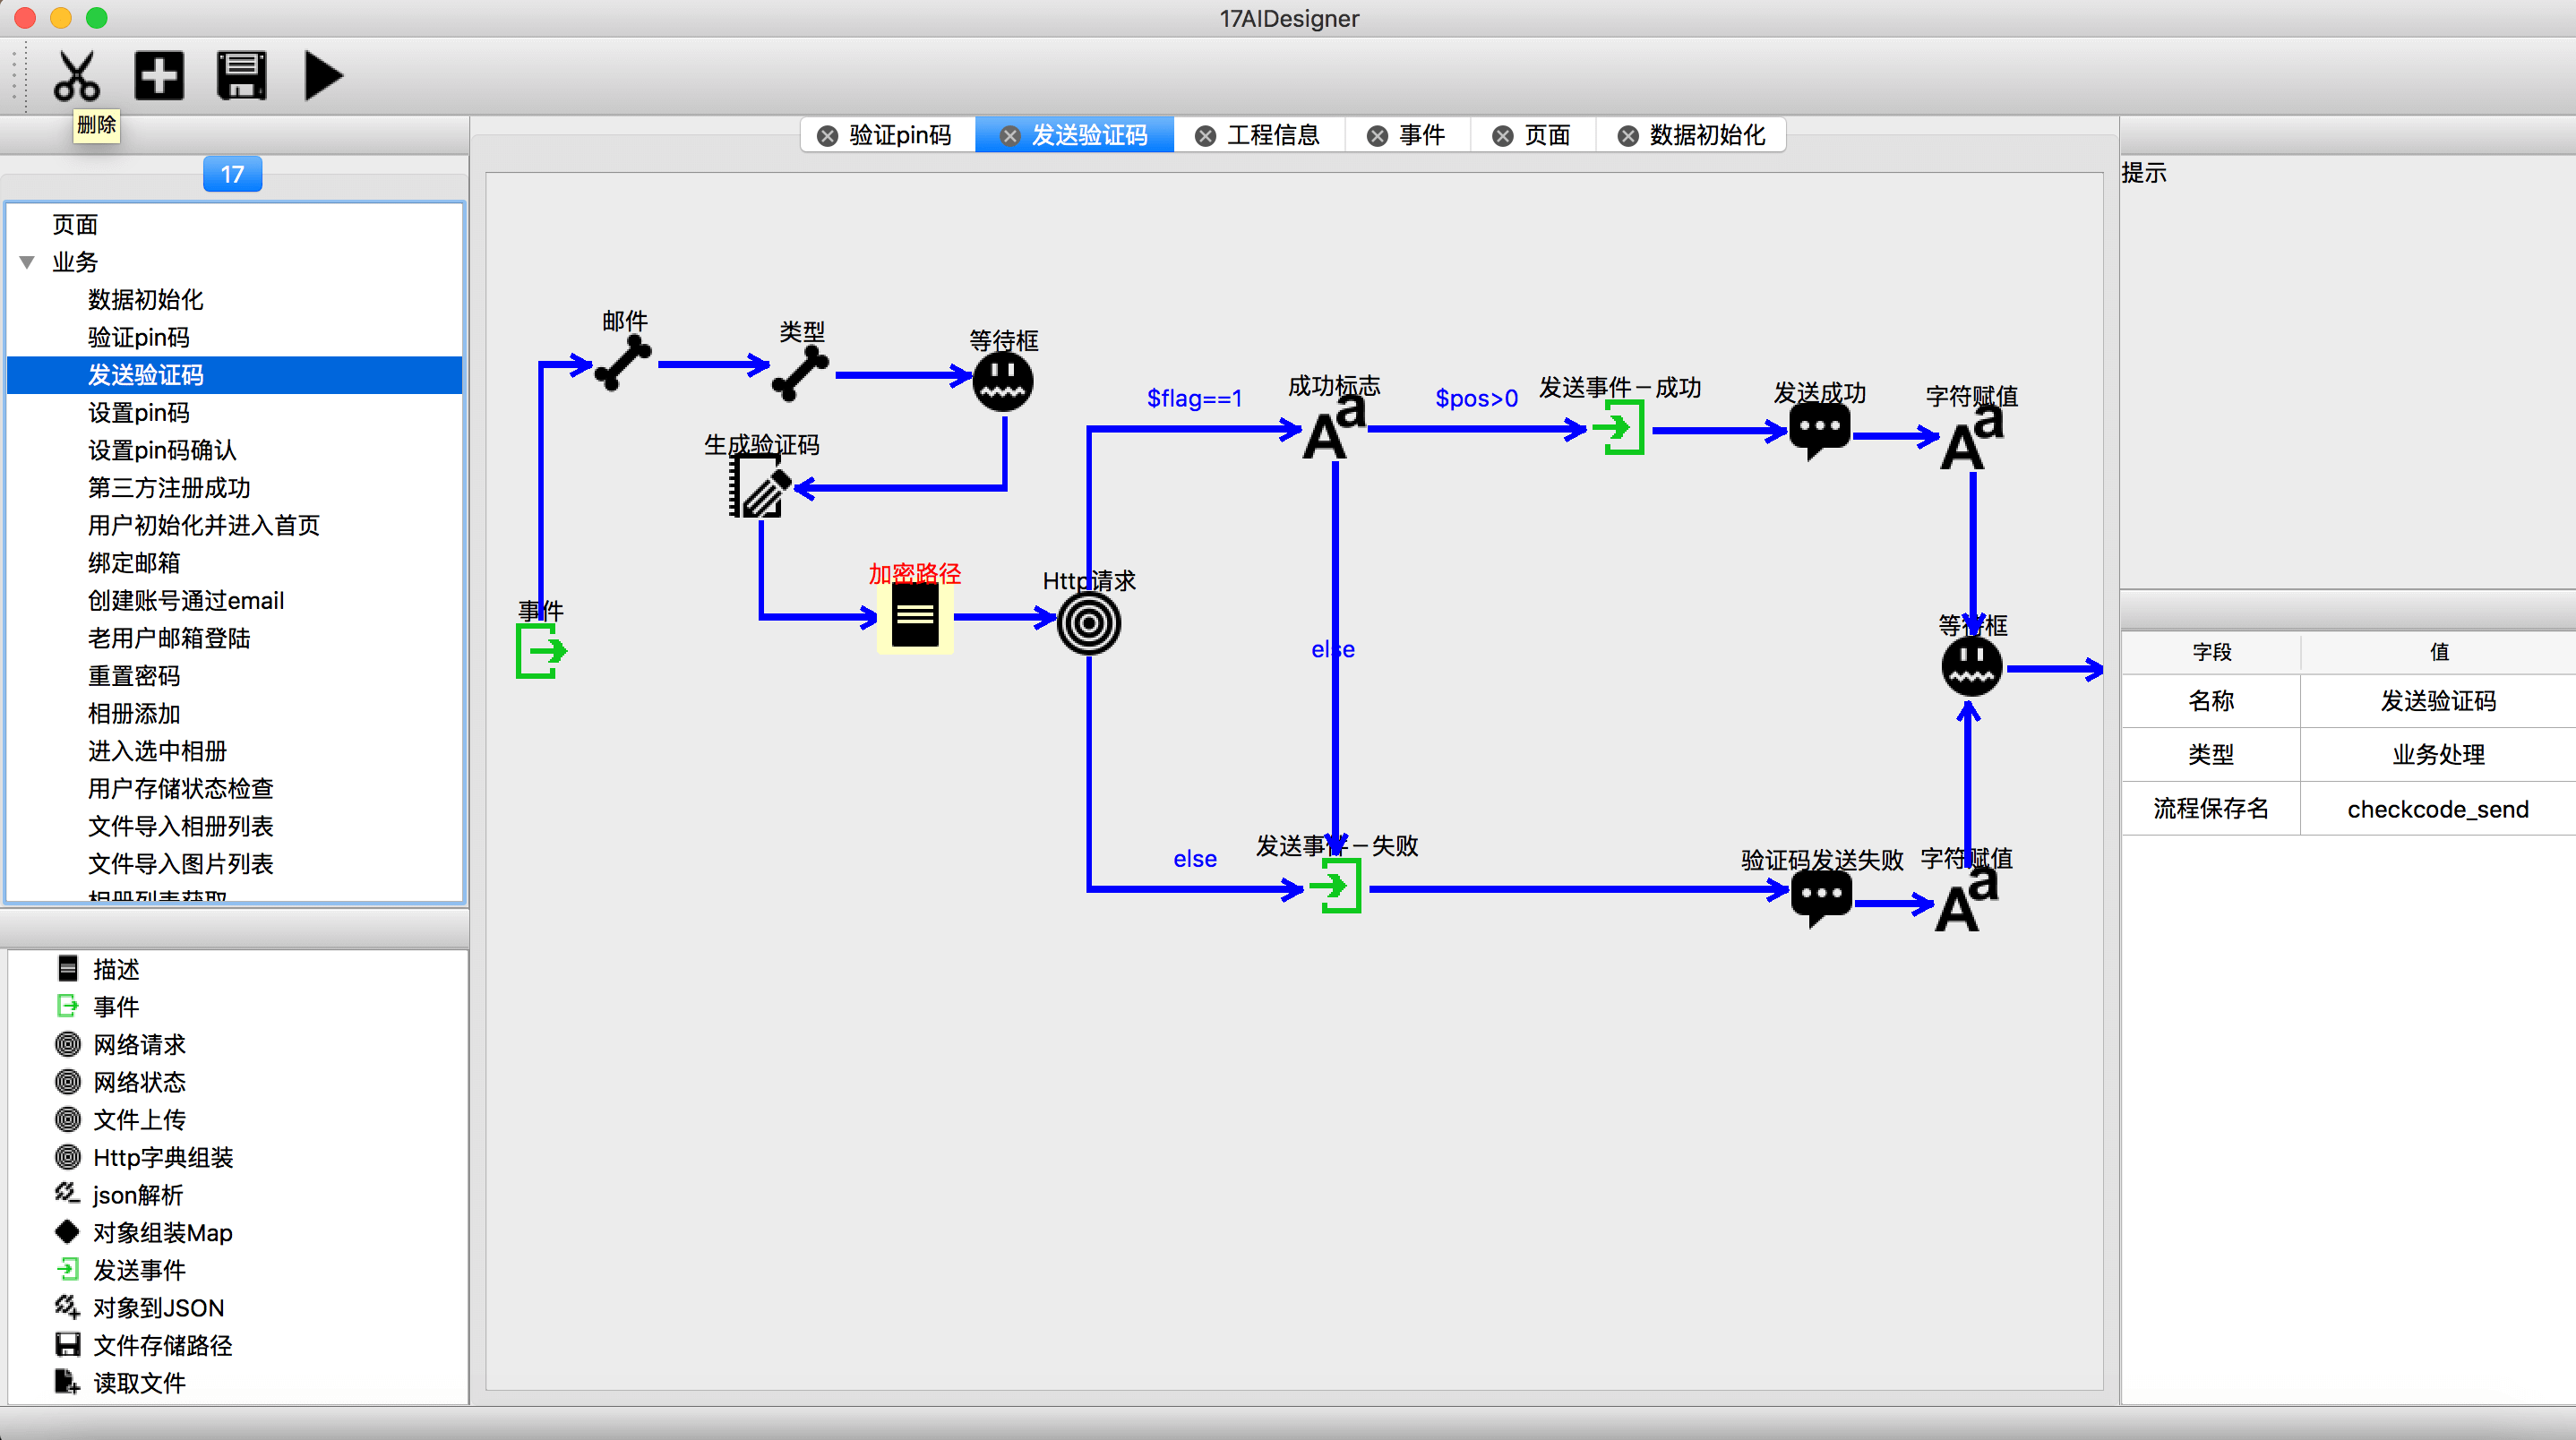 17AIDesigner
删除
验证pin码
发送验证码
工程信息
事件
页面
数据初始化
17
页面
业务
数据初始化
验证pin码
发送验证码
设置pin码
设置pin码确认
第三方注册成功
用户初始化并进入首页
绑定邮箱
创建账号通过email
老用户邮箱登陆
重置密码
相册添加
进入选中相册
用户存储状态检查
文件导入相册列表
文件导入图片列表
相册列表获取
描述
事件
网络请求
网络状态
文件上传
Http字典组装
json解析
对象组装Map
发送事件
对象到JSON
文件存储路径
读取文件
邮件
类型
等待框
生成验证码
加密路径
Http请求
事件
$flag==1
成功标志
$pos>0
发送事件－成功
发送成功
字符赋值
else
等待框
else
发送事件－失败
验证码发送失败
字符赋值
提示
字段 值
名称 发送验证码
类型 业务处理
流程保存名 checkcode_send